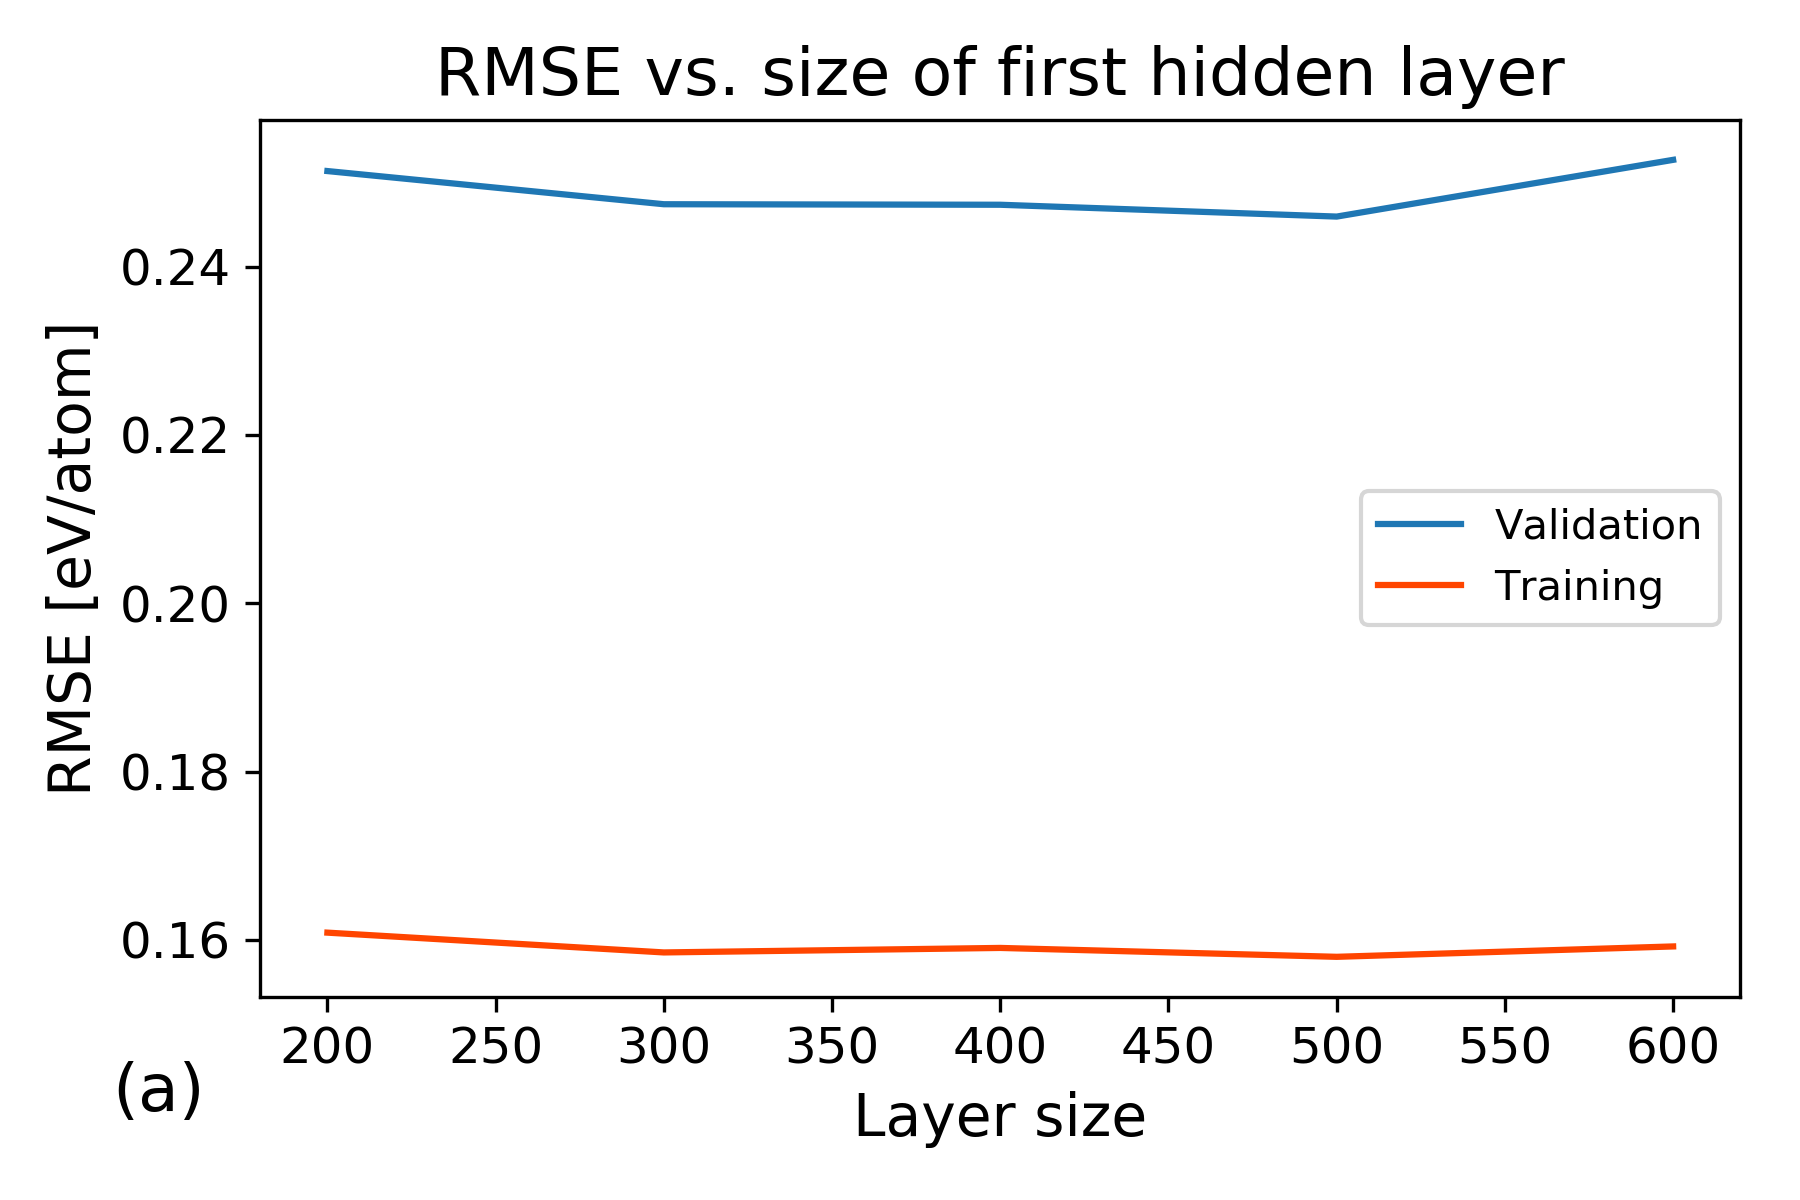 RMSE vs. size of first hidden layer
RMSE [eV/atom]
0.24
0.22
0.20
0.18
0.16
Validation
Training
200 250 300 350 400 450 500 550 600
Layer size
(a)